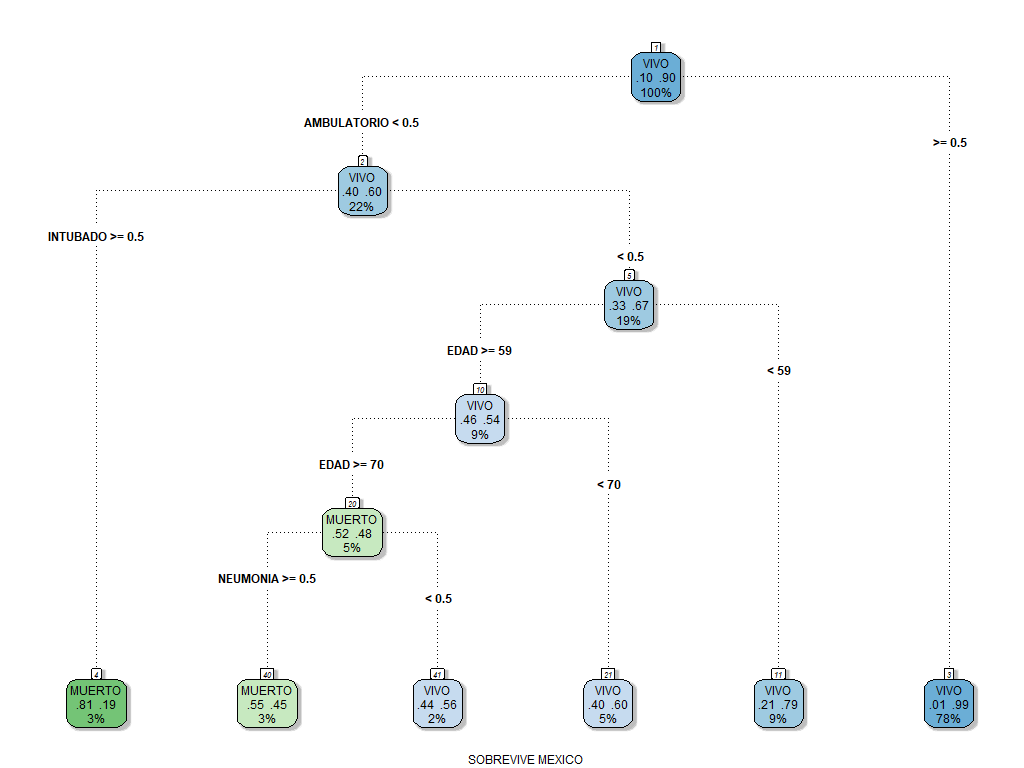 1
VIVO
.10 .90
100%
AMBULATORIO < 0.5
>= 0.5
2
VIVO
.40 .60
22%
INTUBADO >= 0.5
< 0.5
5
VIVO
.33 .67
19%
EDAD >= 59
< 59
10
VIVO
.46 .54
9%
EDAD >= 70
< 70
20
MUERTO
.52 .48
5%
NEUMONIA >= 0.5
< 0.5
4
MUERTO
.81 .19
3%
40
MUERTO
.55 .45
3%
41
VIVO
.44 .56
2%
21
VIVO
.40 .60
5%
11
VIVO
.21 .79
9%
3
VIVO
.01 .99
78%
SOBREVIVE MEXICO